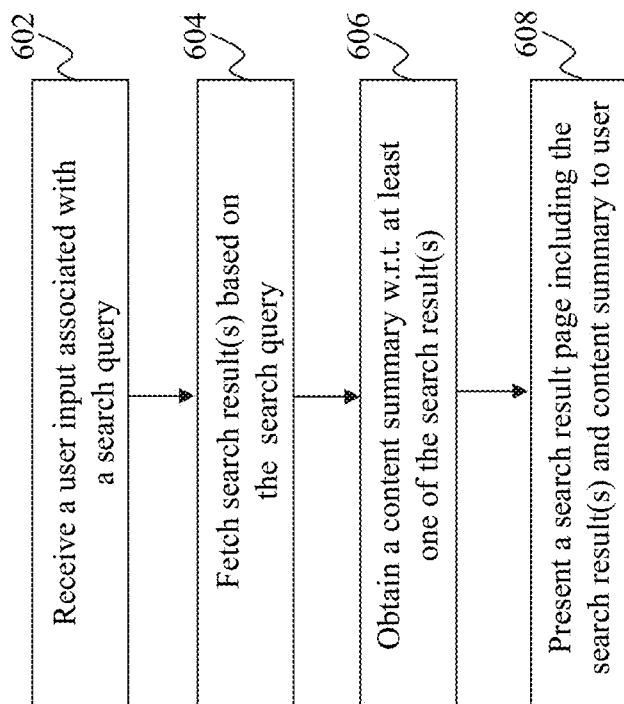 602
Receive a user input associated with
a search query
604
Fetch search result(s) based on
the search query
606
Obtain a content summary w.r.t. at least
one of the search result(s)
608
Present a search result page including the
search result(s) and content summary to user